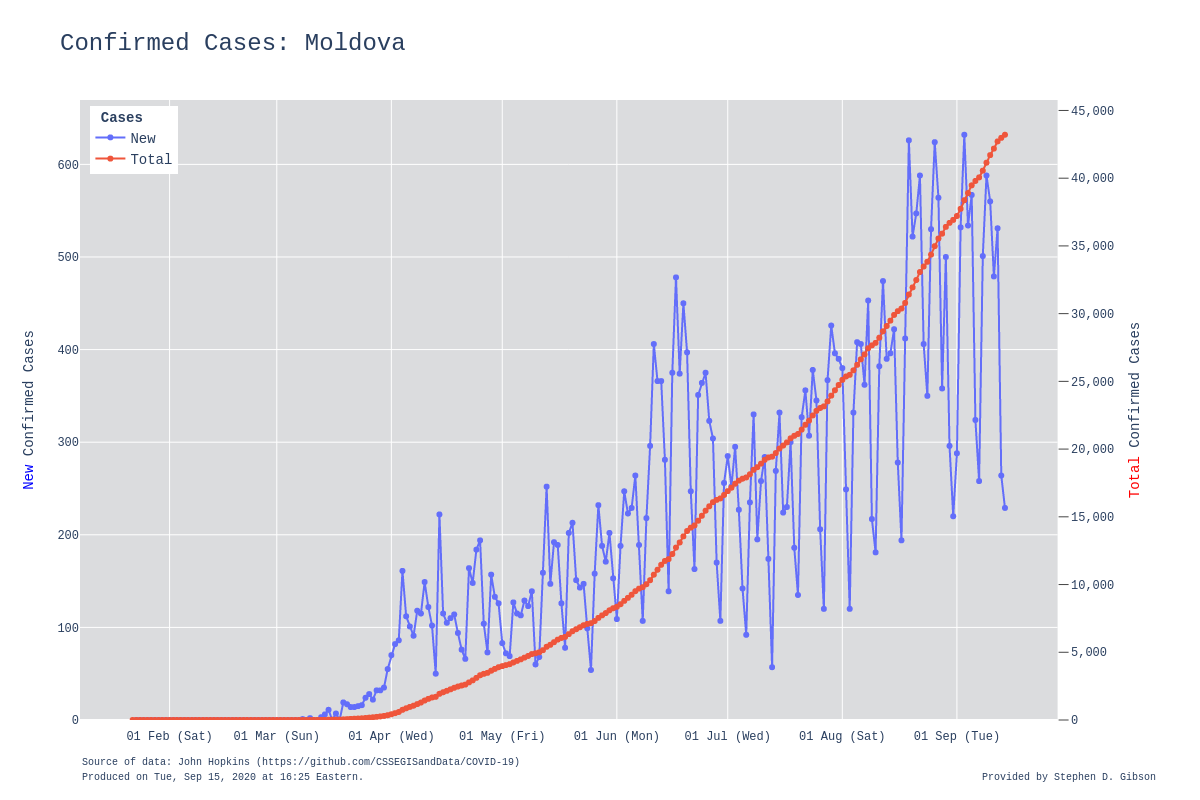 Confirmed Cases: Moldova
Cases
New
Total
600
500
400
300
200
100
0
45,000
40,000
35,000
30,000
25,000
20,000
15,000
10,000
5,000
0
New Confirmed Cases
Total Confirmed Cases
01 Feb (Sat) 01 Mar (Sun) 01 Apr (Wed) 01 May (Fri) 01 Jun (Mon) 01 Jul (Wed) 01 Aug (Sat) 01 Sep (Tue)
Source of data: John Hopkins (https://github.com/CSSEGISandData/COVID-19)
Produced on Tue, Sep 15, 2020 at 16:25 Eastern.
Provided by Stephen D. Gibson